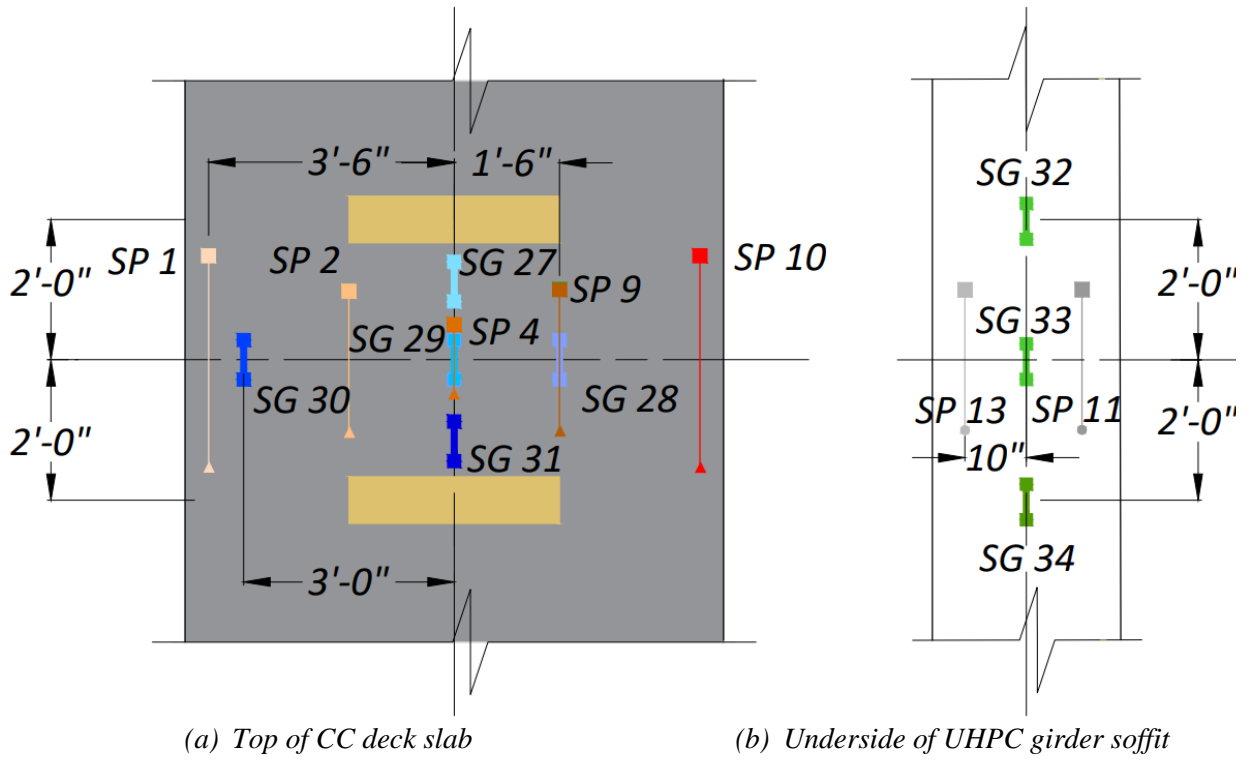 3'-6"
1'-6"
SG 32
SP 1
SP 2
SG 27
SP 10
2'-0"
SP 9
2'-0"
SG 29
SP 4
SG 33
SG 30
SG 28
SP 13
SP 11
2'-0"
SG 31
10"
2'-0"
3'-0"
SG 34
(a) Top of CC deck slab
(b) Underside of UHPC girder soffit